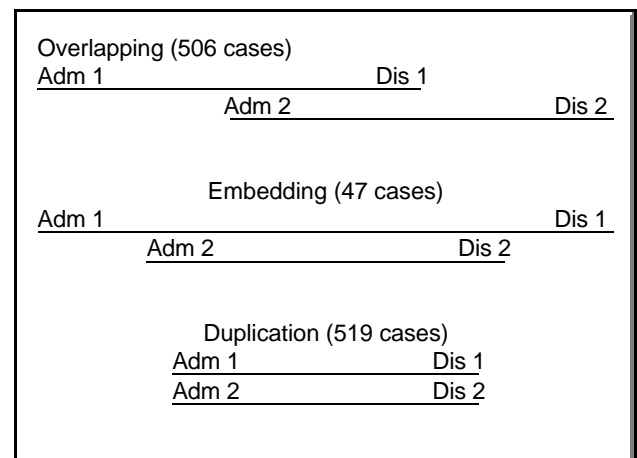 Overlapping (506 cases)
Adm 1 Dis 1
Adm 2 Dis 2
Embedding (47 cases)
Adm 1 Dis 1
Adm 2 Dis 2
Duplication (519 cases)
Adm 1 Dis 1
Adm 2 Dis 2